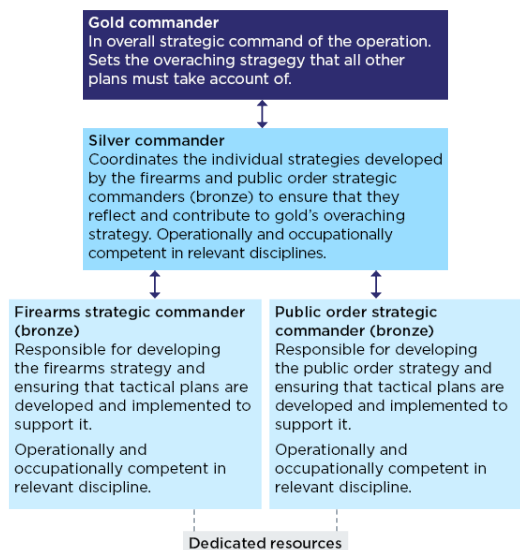 Gold commander
In overall strategic command of the operation.
Sets the overaching stragegy that all other
plans must take account of.
Silver commander
Coordinates the individual strategies developed
by the firearms and public order strategic
commanders (bronze) to ensure that they
reflect and contribute to gold's overaching
strategy. Operationally and occupationally
competent in relevant disciplines.
Firearms strategic commander
(bronze)
Responsible for developing
the firearms strategy and
ensuring that tactical plans are
developed and implemented to
support it.
Operationally and
occupationally competent in
relevant discipline.
Public order strategic
commander (bronze)
Responsible for developing
the public order strategy and
ensuring that tactical plans are
developed and implemented to
support it.
Operationally and
occupationally competent in
relevant discipline.
Dedicated resources